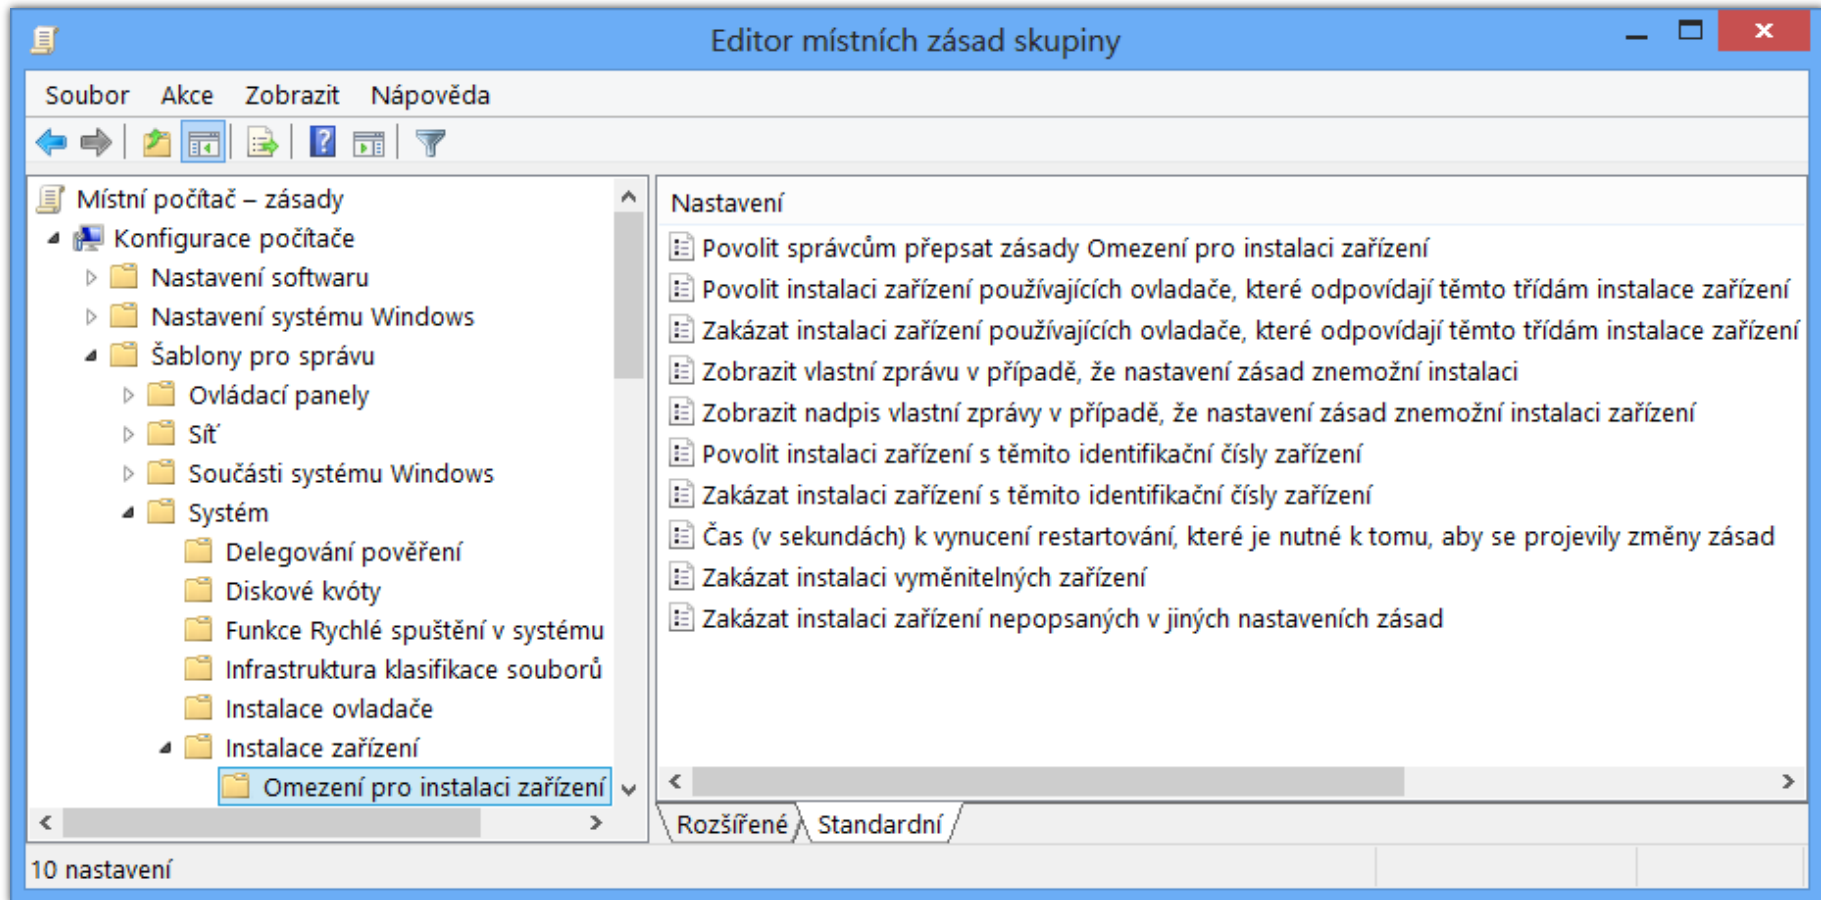 Editor místních zásad skupiny
Soubor Akce Zobrazit Nápověda
Místní počítač – zásady
Konfigurace počítače
Nastavení softwaru
Nastavení systému Windows
Šablony pro správu
Ovládací panely
Síť
Součásti systému Windows
Systém
Delegování pověření
Diskové kvóty
Funkce Rychlé spuštění v systému
Infrastruktura klasifikace souborů
Instalace ovladače
Instalace zařízení
Omezení pro instalaci zařízení
Nastavení
Povolit správcům přepsat zásady Omezení pro instalaci zařízení
Povolit instalaci zařízení používajících ovladače, které odpovídají těmto třídám instalace zařízení
Zakázat instalaci zařízení používajících ovladače, které odpovídají těmto třídám instalace zařízení
Zobrazit vlastní zprávu v případě, že nastavení zásad znemožní instalaci
Zobrazit nadpis vlastní zprávy v případě, že nastavení zásad znemožní instalaci zařízení
Povolit instalaci zařízení s těmito identifikační čísly zařízení
Zakázat instalaci zařízení s těmito identifikační čísly zařízení
Čas (v sekundách) k vynucení restartování, které je nutné k tomu, aby se projevily změny zásad
Zakázat instalaci vyměnitelných zařízení
Zakázat instalaci zařízení nepopsaných v jiných nastaveních zásad
Rozšířené Standardní
10 nastavení